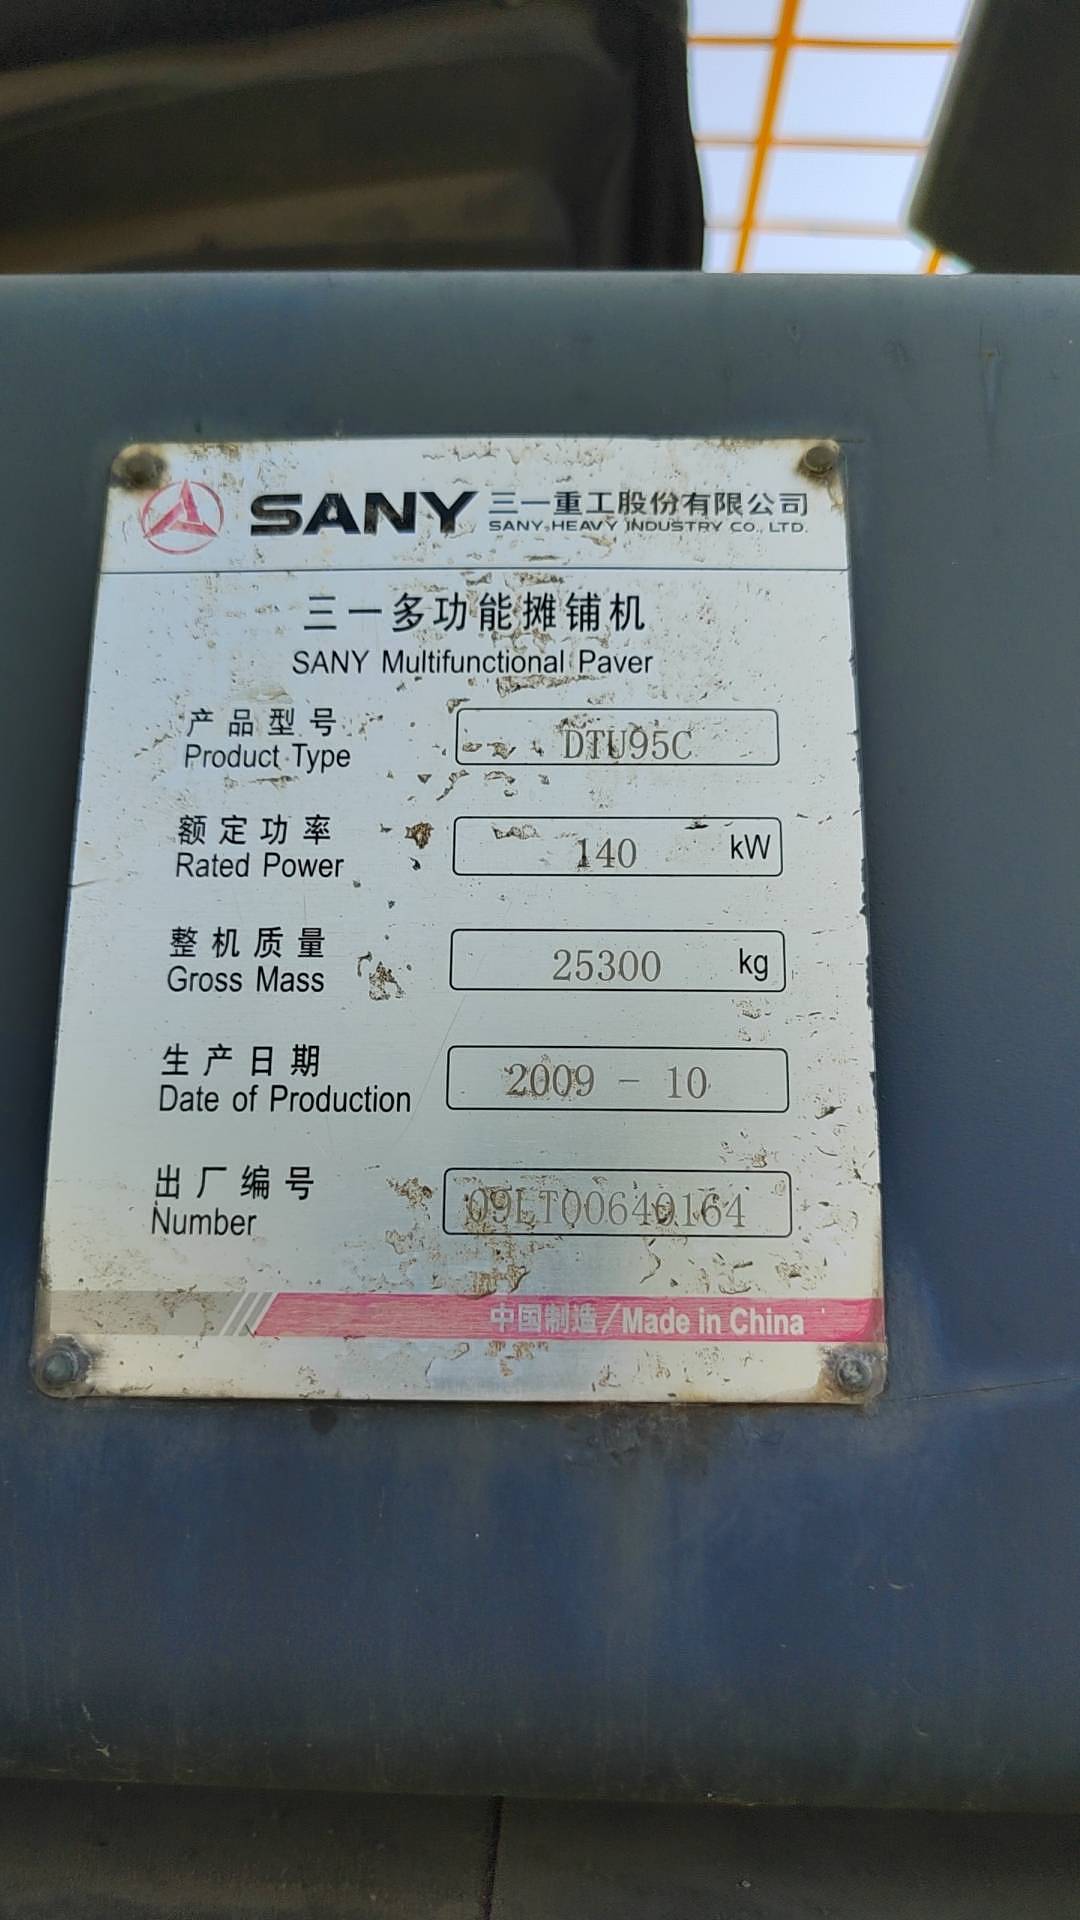 SANY 三一重工股份有限公司
SANY HEAVY INDUSTRY CO., LTD.
三一多功能摊铺机
SANY Multifunctional Paver
产品型号
Product Type DTU95C
额定功率
Rated Power 140 kW
整机质量
Gross Mass 25300 kg
生产日期
Date of Production 2009 - 10
出厂编号
Number 09LT00640164
中国制造/Made in China